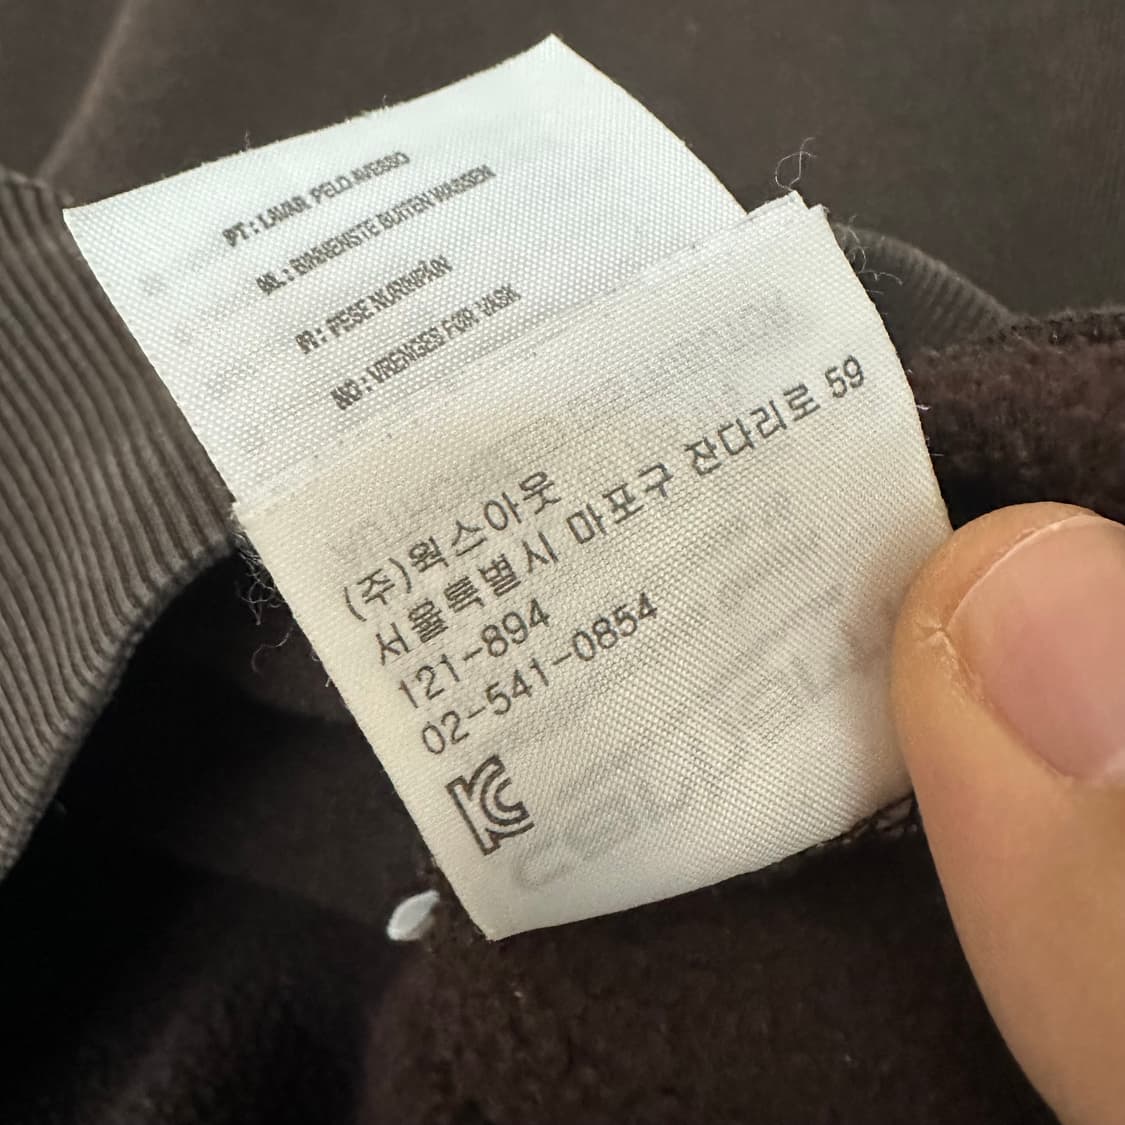 PT: LAVAR PELO AVESSO
NL: BINNENSTE BUITEN WASSEN
FI: PESE NURINPÄIN
NO: VRENGES FOR VASK
(주)웍스아웃
서울특별시 마포구 잔다리로 59
121-894
02-541-0854